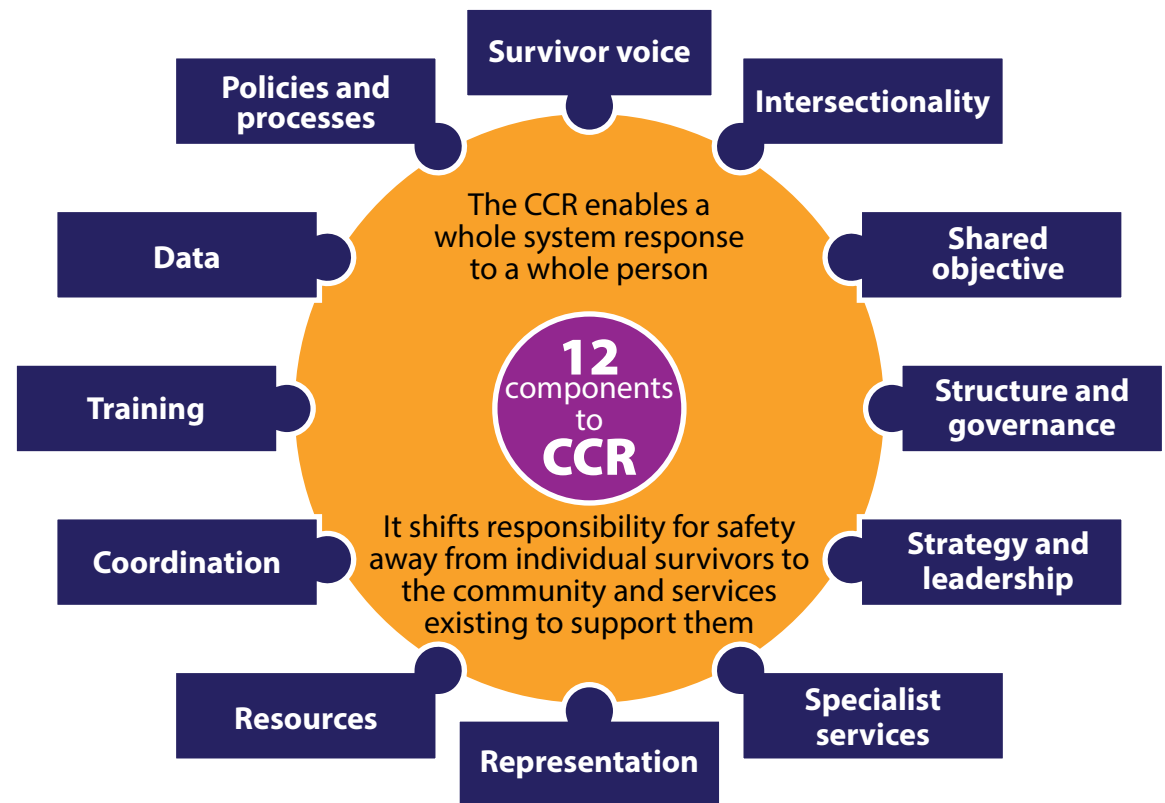 Survivor voice
Intersectionality
Shared
objective
Structure and
governance
Strategy and
leadership
Specialist
services
Representation
Resources
Coordination
Training
Data
Policies and
processes
The CCR enables a
whole system response
to a whole person
12
components
to
CCR
It shifts responsibility for safety
away from individual survivors to
the community and services
existing to support them